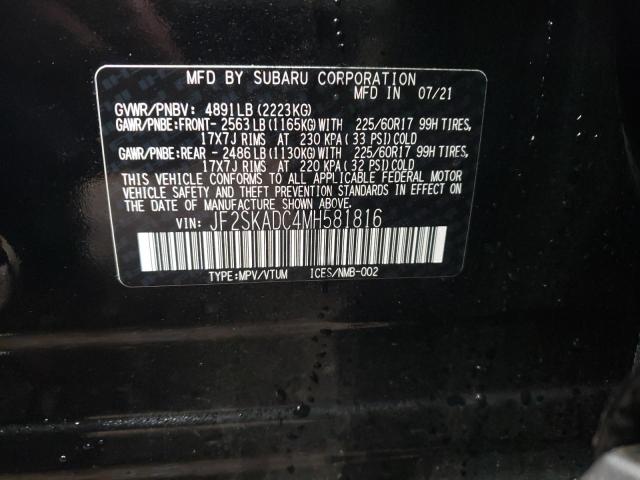 MFD BY SUBARU CORPORATION
MFD IN 07/21
GVWR/PNBV: 4891LB (2223KG)
GAWR/PNBE:FRONT- 2563LB (1165KG) WITH 225/60R17 99H TIRES,
17X7J RIMS AT 230 KPA (33 PSI) COLD
GAWR/PNBE:REAR - 2486LB (1130KG) WITH 225/60R17 99H TIRES,
17X7J RIMS AT 220 KPA (32 PSI) COLD
THIS VEHICLE CONFORMS TO ALL APPLICABLE FEDERAL MOTOR
VEHICLE SAFETY AND THEFT PREVENTION STANDARDS IN EFFECT ON
THE DATE OF MANUFACTURE SHOWN ABOVE.
VIN: JF2SKADC4MH581816
TYPE:MPV/VTUM ICES/NMB-002